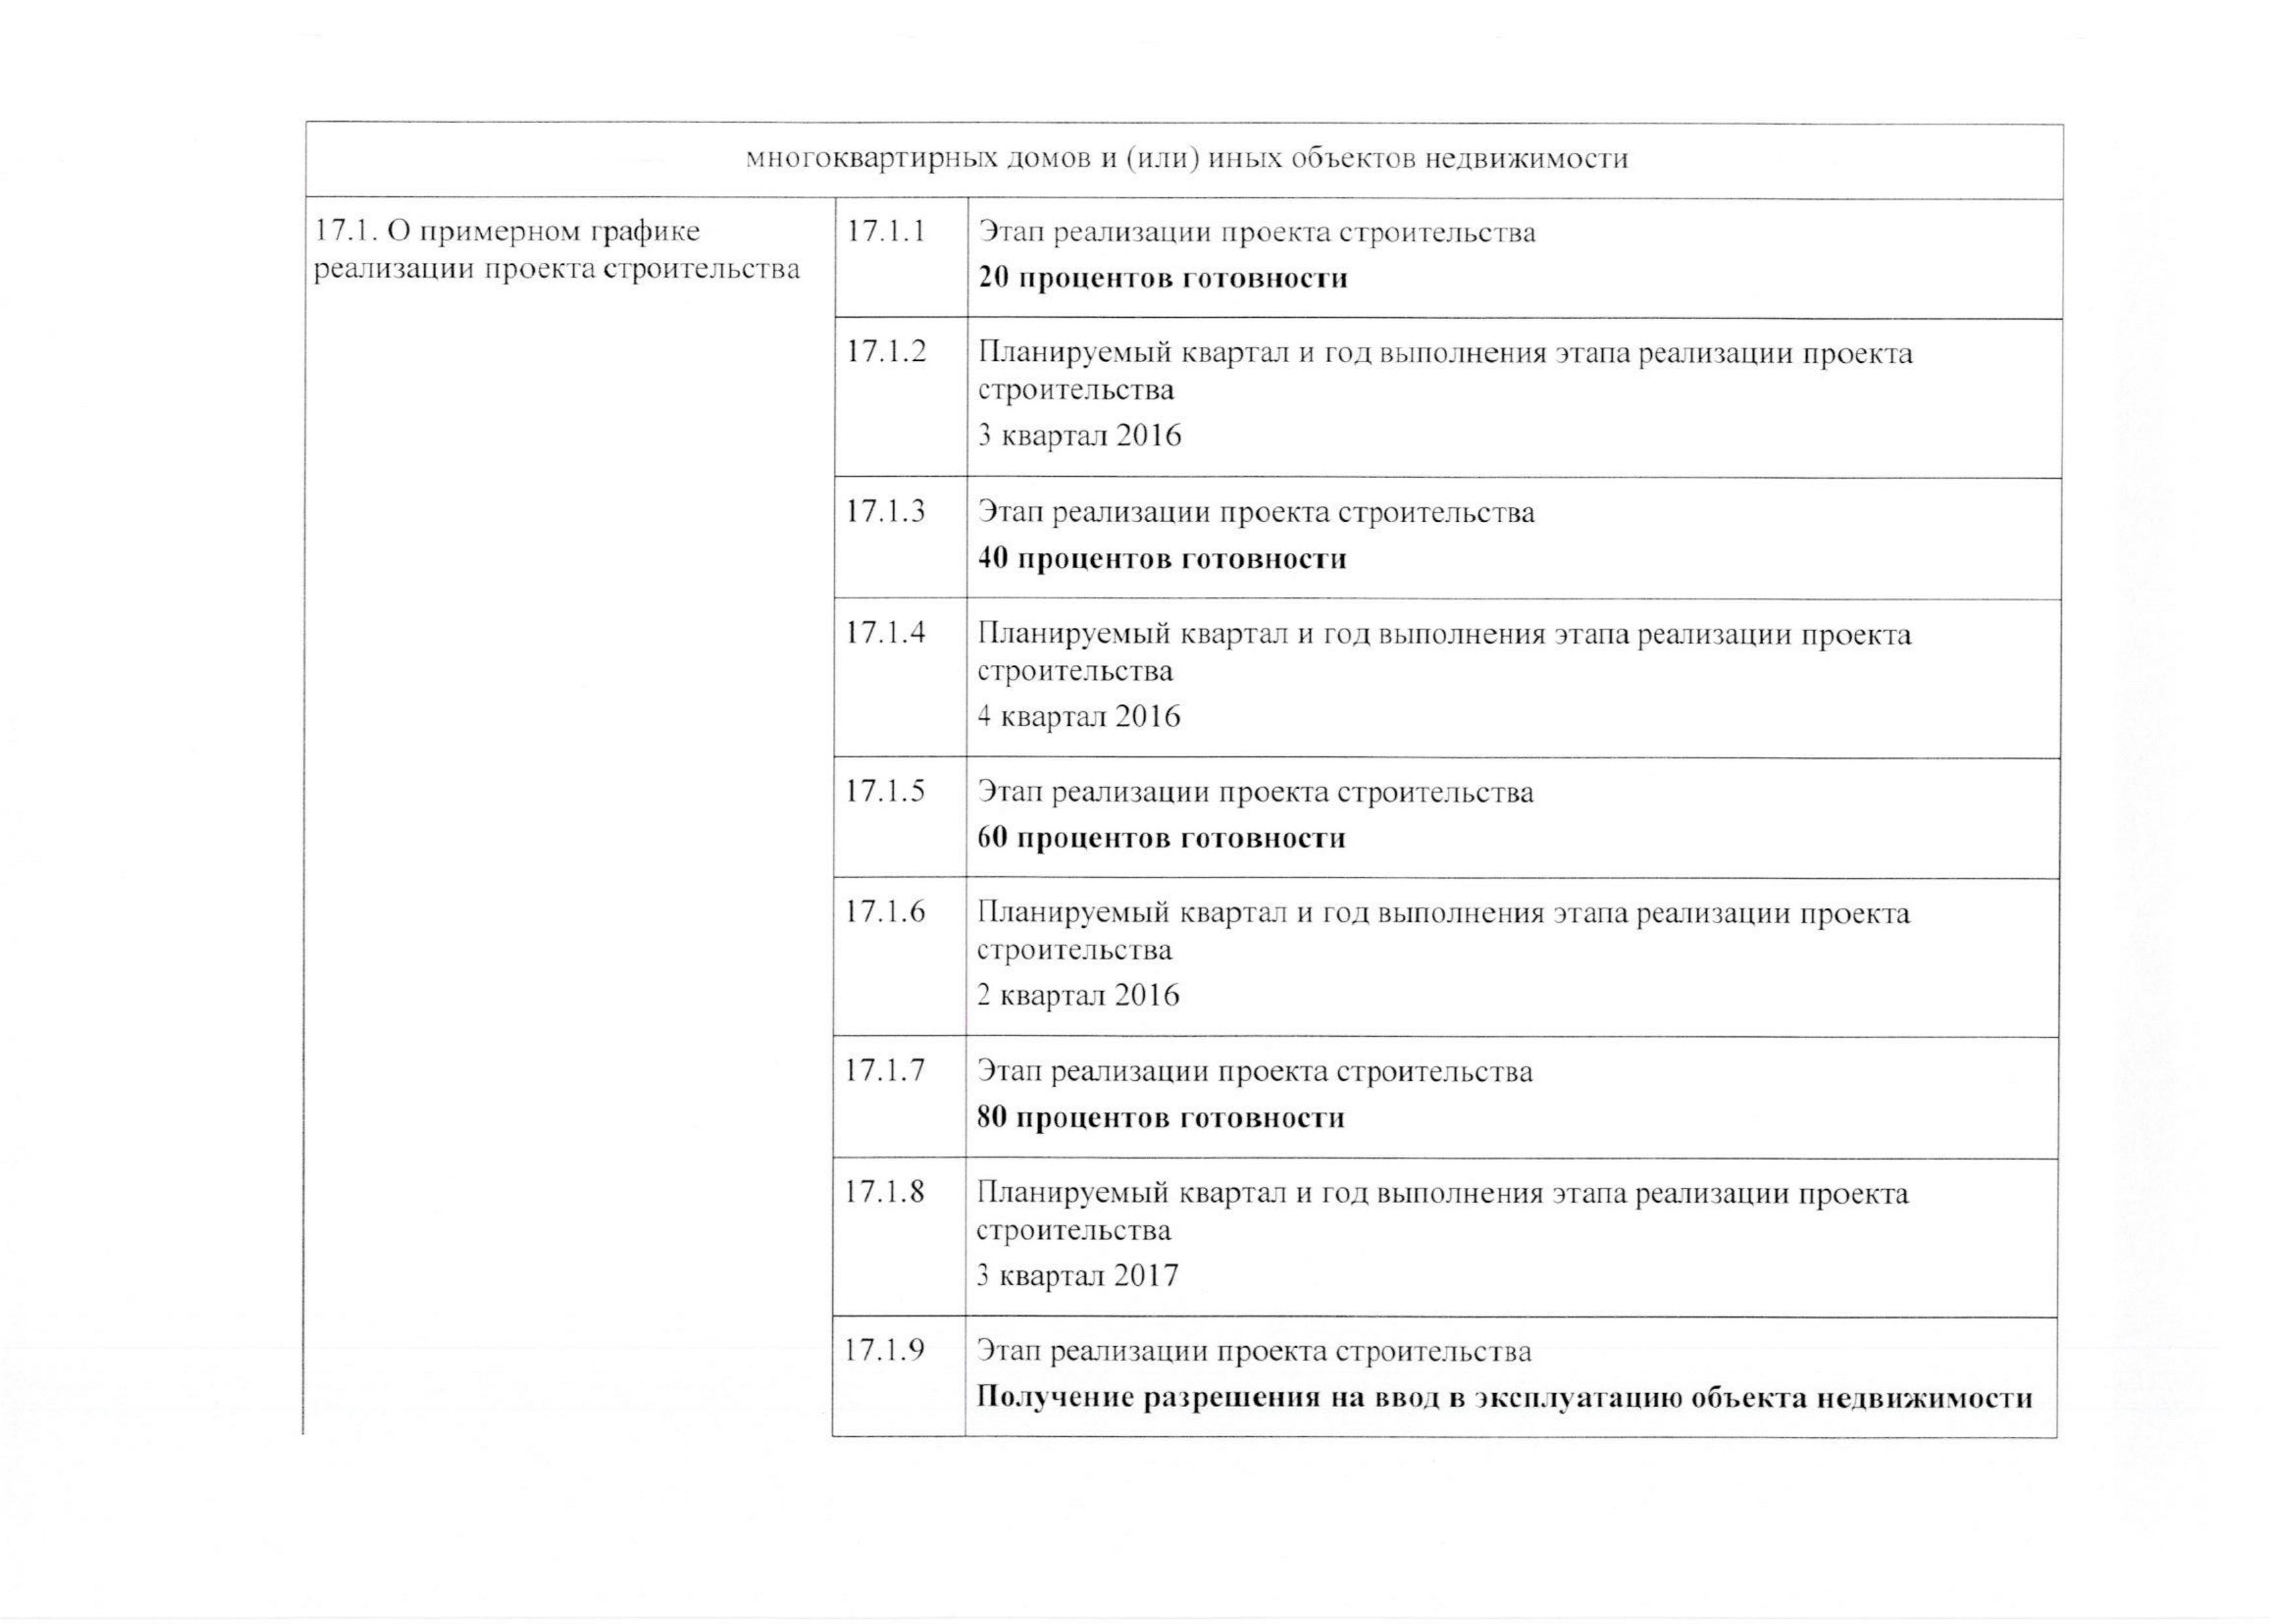 многоквартирных домов и (или) иных объектов недвижимости
17.1. О примерном графике
реализации проекта строительства
17.1.1
Этап реализации проекта строительства
20 процентов готовности
17.1.2
Планируемый квартал и год выполнения этапа реализации проекта
строительства
3 квартал 2016
17.1.3
Этап реализации проекта строительства
40 процентов готовности
17.1.4
Планируемый квартал и год выполнения этапа реализации проекта
строительства
4 квартал 2016
17.1.5
Этап реализации проекта строительства
60 процентов готовности
17.1.6
Планируемый квартал и год выполнения этапа реализации проекта
строительства
2 квартал 2016
17.1.7
Этап реализации проекта строительства
80 процентов готовности
17.1.8
Планируемый квартал и год выполнения этапа реализации проекта
строительства
3 квартал 2017
17.1.9
Этап реализации проекта строительства
Получение разрешения на ввод в эксплуатацию объекта недвижимости